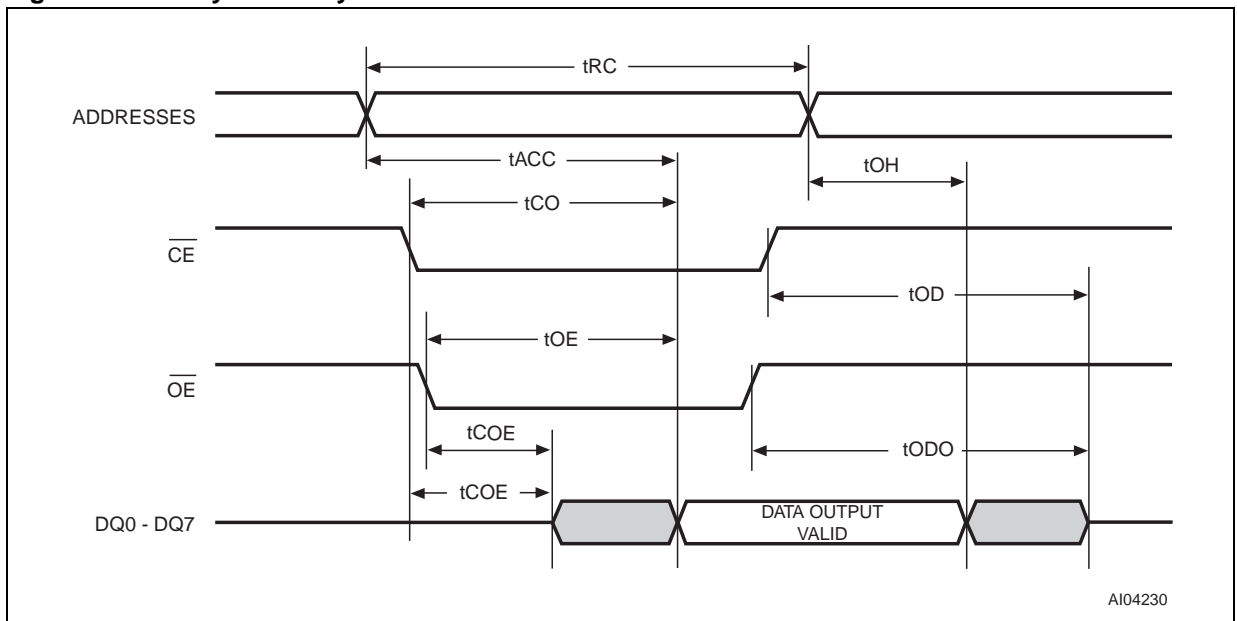 tRC
ADDRESSES
tACC
tOH
tCO
CE
tOD
tOE
OE
tCOE
tODO
tCOE
DQ0 - DQ7
DATA OUTPUT
VALID
AI04230